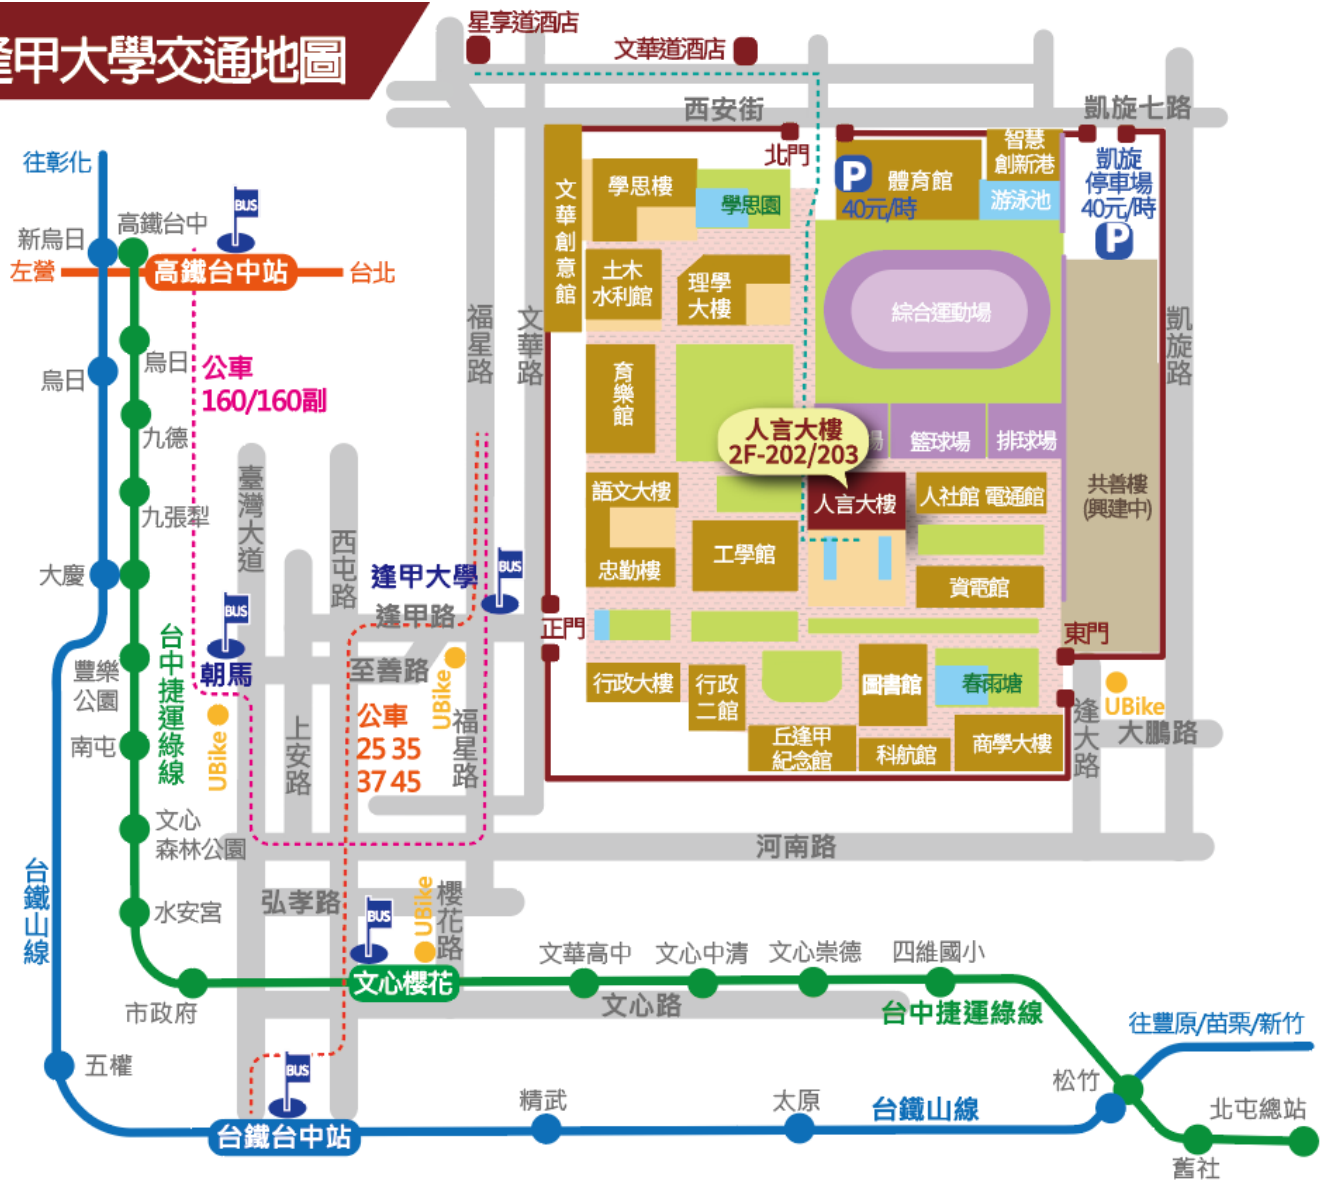 逢甲大學交通地圖
星享道酒店
文華道酒店
西安街
凱旋七路
北門
往彰化
BUS
高鐵台中
新烏日
左營
高鐵台中站
台北
文華創意館
學思樓
學思園
P
40元/時
體育館
智慧
創新港
游泳池
凱旋
停車場
40元/時
P
土木
水利館
理學
大樓
綜合運動場
福星路
文華路
凱旋路
烏日
烏日
公車
160/160副
育樂館
人言大樓
2F-202/203
場
籃球場
排球場
九德
九張犁
臺灣大道
西屯路
語文大樓
人言大樓
人社館 電通館
共善樓
(興建中)
工學館
忠勤樓
資電館
大慶
逢甲大學
BUS
逢甲路
BUS
朝馬
正門
東門
台中捷運綠線
豐樂
公園
至善路
UBike
行政大樓
行政
二館
圖書館
春雨塘
UBike
逢大路
大鵬路
南屯
UBike
上安路
公車
25 35
37 45
福星路
丘逢甲
紀念館
科航館
商學大樓
文心
森林公園
河南路
台鐵山線
水安宮
弘孝路
BUS
UBike
櫻花路
文心櫻花
文華高中
文心中清
文心崇德
四維國小
市政府
文心路
台中捷運綠線
往豐原/苗栗/新竹
五權
BUS
台鐵台中站
精武
太原
台鐵山線
松竹
北屯總站
舊社